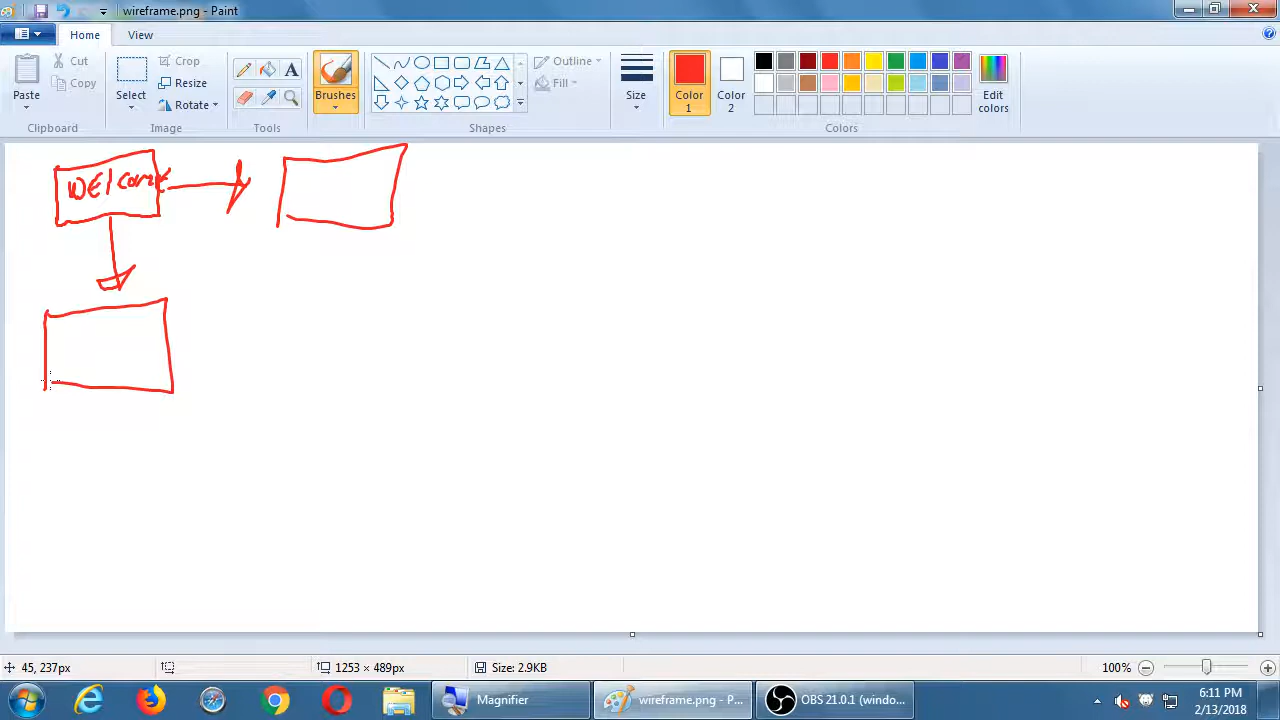 wireframe.png - Paint
Home
View
Paste
Cut
Copy
Clipboard
Select
Crop
Resize
Rotate
Image
Tools
Brushes
Shapes
Outline
Fill
Size
Color 1
Color 2
Edit colors
Colors
WElcome
45, 237px
1253 × 489px
Size: 2.9KB
100%
Magnifier
wireframe.png - P...
OBS 21.0.1 (windo...
6:11 PM
2/13/2018